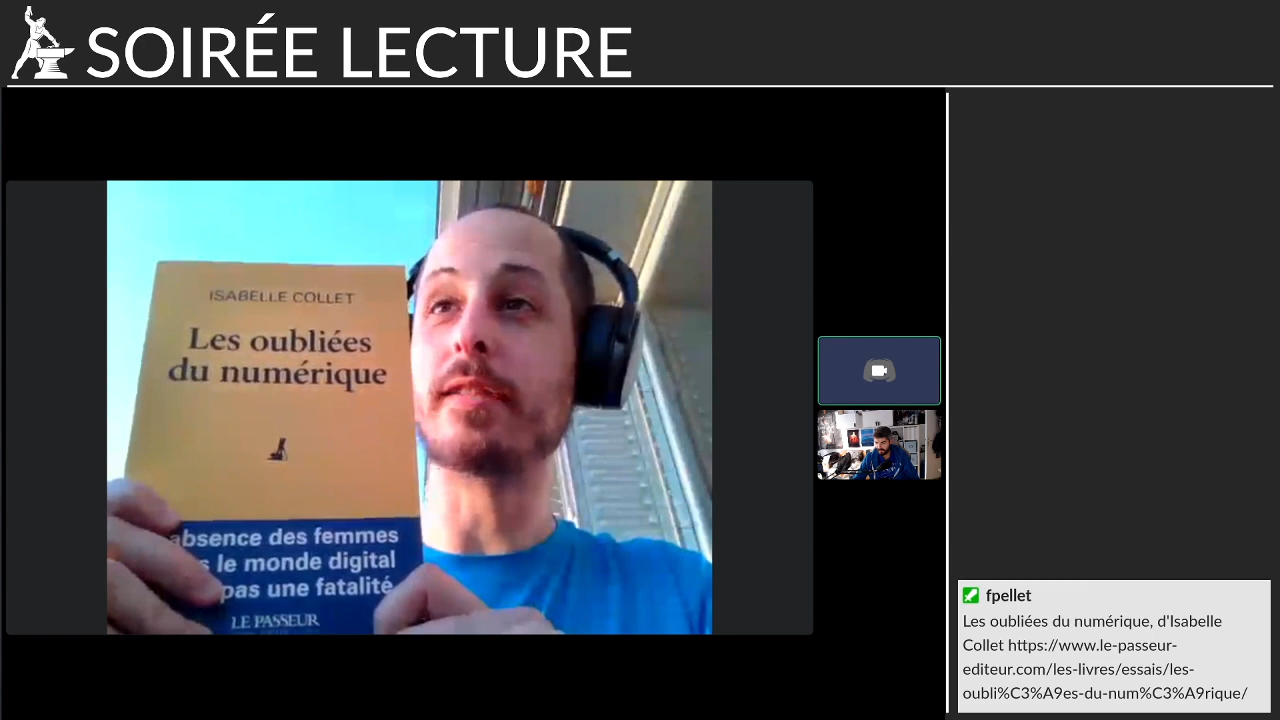 SOIRÉE LECTURE
ISABELLE COLLET
Les oubliées
du numérique
absence des femmes
le monde digital
pas une fatalité
LE PASSEUR
fpellet
Les oubliées du numérique, d'Isabelle
Collet https://www.le-passeur-
editeur.com/les-livres/essais/les-
oubli%C3%A9es-du-num%C3%A9rique/